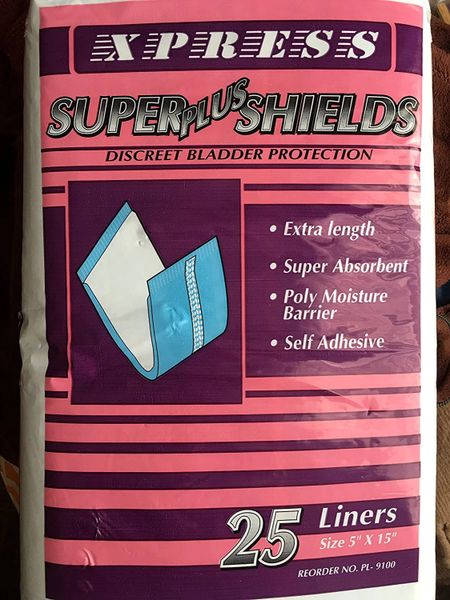 XPRESS
SUPER PLUS SHIELDS
DISCREET BLADDER PROTECTION
• Extra length
• Super Absorbent
• Poly Moisture
Barrier
• Self Adhesive
25 Liners
Size 5" X 15"
REORDER NO. PL- 9100